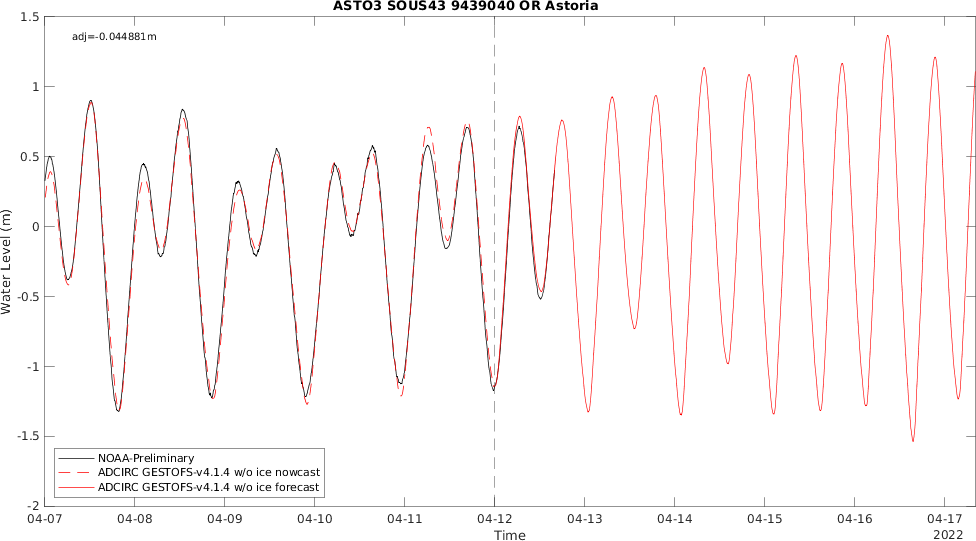 ASTO3 SOUS43 9439040 OR Astoria
adj=-0.044881m
Water Level (m)
1.5
1
0.5
0
-0.5
-1
-1.5
-2
NOAA-Preliminary
ADCIRC GESTOFS-v4.1.4 w/o ice nowcast
ADCIRC GESTOFS-v4.1.4 w/o ice forecast
04-07 04-08 04-09 04-10 04-11 04-12 04-13 04-14 04-15 04-16 04-17
Time
2022